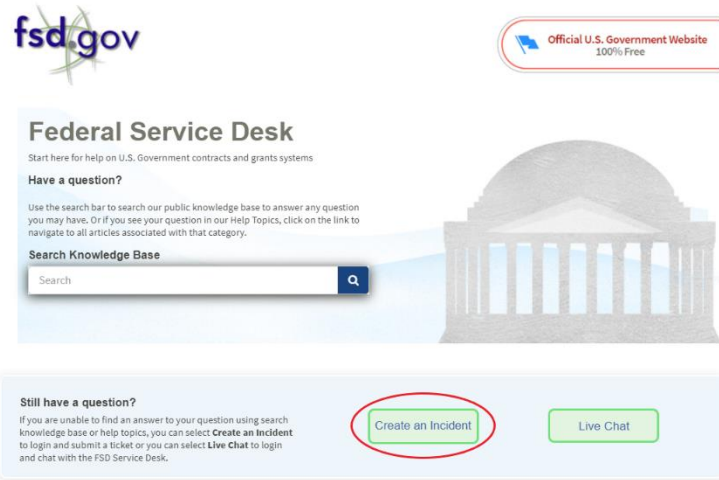 fsd.gov
Official U.S. Government Website
100% Free
Federal Service Desk
Start here for help on U.S. Government contracts and grants systems
Have a question?
Use the search bar to search our public knowledge base to answer any question
you may have. Or if you see your question in our Help Topics, click on the link to
navigate to all articles associated with that category.
Search Knowledge Base
Search
Still have a question?
If you are unable to find an answer to your question using search
knowledge base or help topics, you can select Create an Incident
to login and submit a ticket or you can select Live Chat to login
and chat with the FSD Service Desk.
Create an Incident
Live Chat